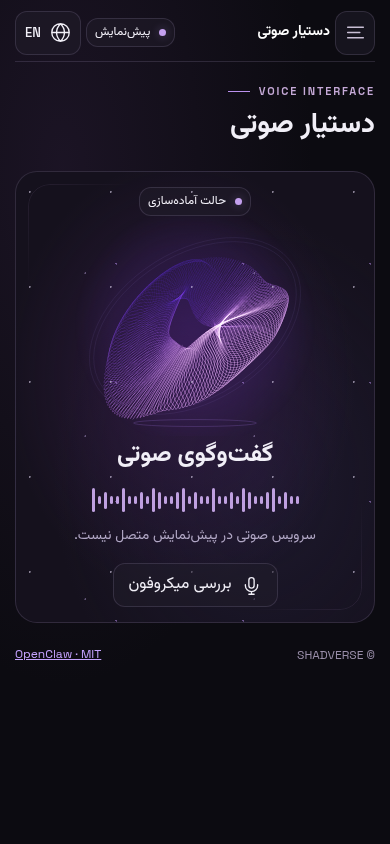 دستیار صوتی
پیش‌نمایش
EN
VOICE INTERFACE
دستیار صوتی
حالت آماده‌سازی
گفت‌وگوی صوتی
سرویس صوتی در پیش‌نمایش متصل نیست.
بررسی میکروفون
SHADVERSE ©
OpenClaw · MIT